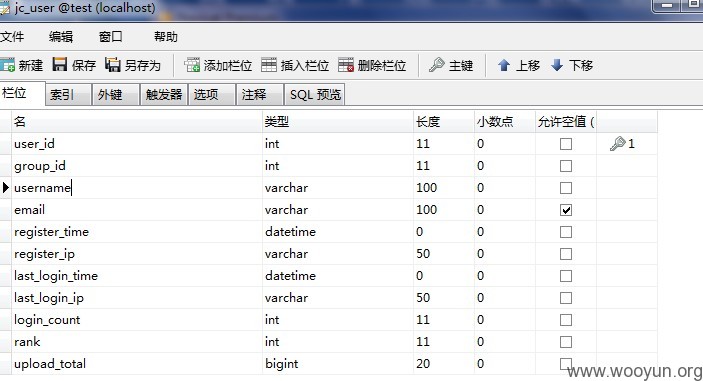 jc_user @test (localhost)
文件 编辑 窗口 帮助
新建 保存 另存为 添加栏位 插入栏位 删除栏位 主键 上移 下移
栏位 索引 外键 触发器 选项 注释 SQL 预览
名 类型 长度 小数点 允许空值 (
user_id int 11 0 1
group_id int 11 0
username varchar 100 0
email varchar 100 0
register_time datetime 0 0
register_ip varchar 50 0
last_login_time datetime 0 0
last_login_ip varchar 50 0
login_count int 11 0
rank int 11 0
upload_total bigint 20 0
www.wooyun.org